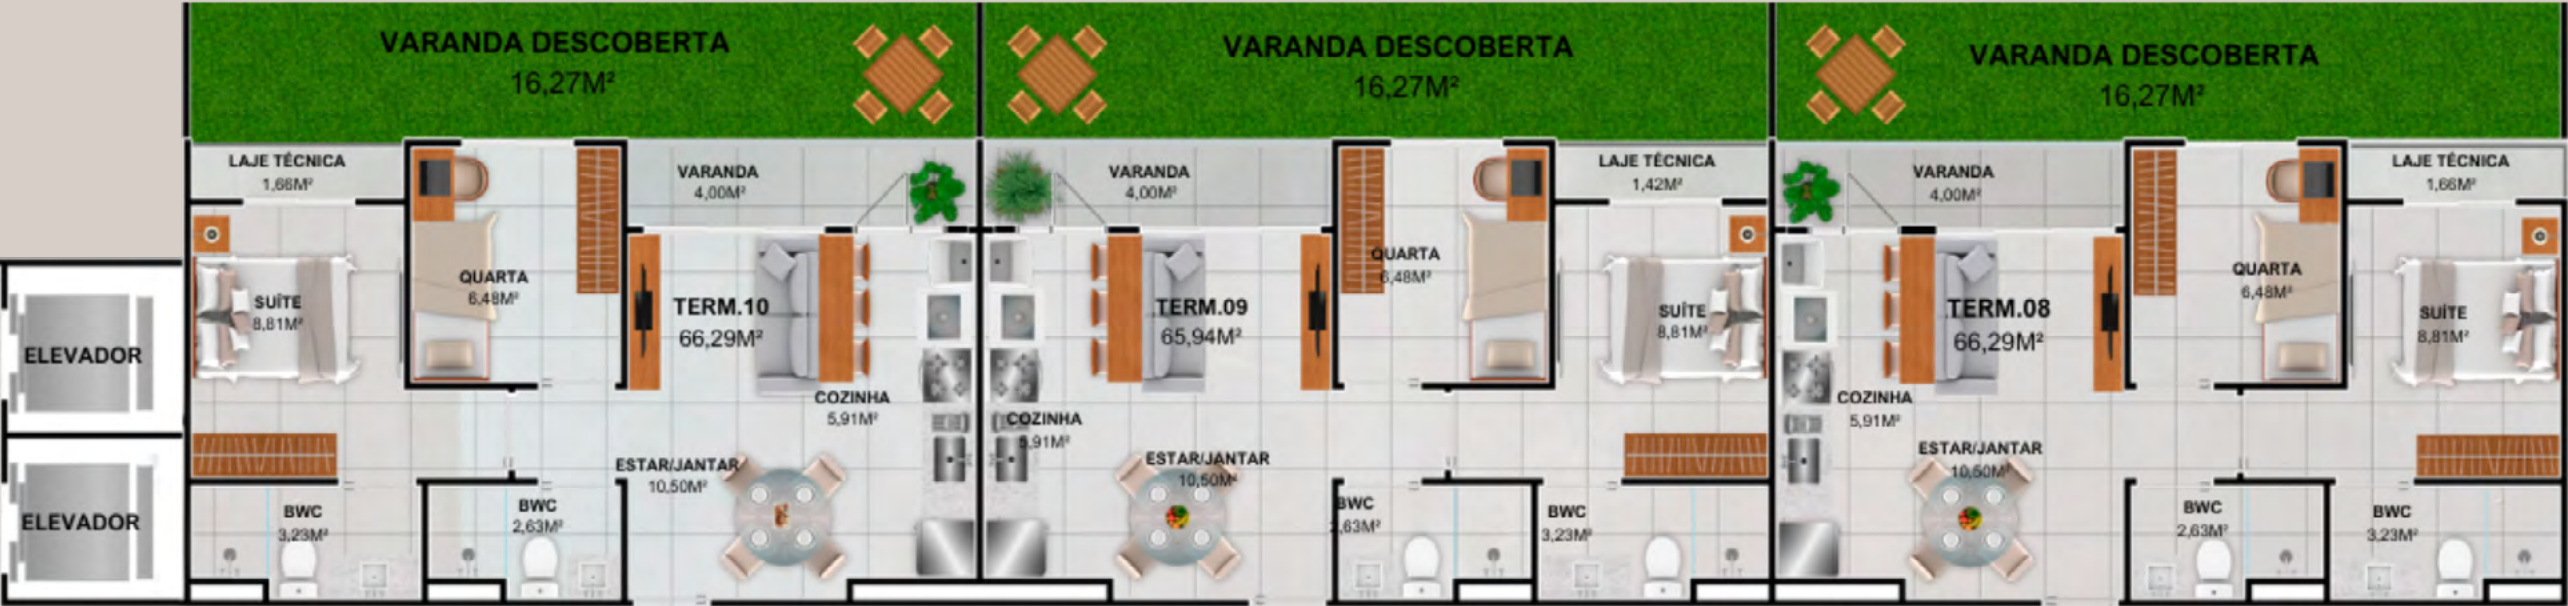 VARANDA DESCOBERTA
16,27M²
VARANDA DESCOBERTA
16,27M²
VARANDA DESCOBERTA
16,27M²
LAJE TÉCNICA
1,66M²
VARANDA
4,00M²
VARANDA
4,00M²
LAJE TÉCNICA
1,42M²
VARANDA
4,00M²
LAJE TÉCNICA
1,66M²
SUÍTE
8,81M²
QUARTA
6,48M²
TERM.10
66,29M²
TERM.09
65,94M²
QUARTA
6,48M²
SUÍTE
8,81M²
TERM.08
66,29M²
QUARTA
6,48M²
SUÍTE
8,81M²
ELEVADOR
COZINHA
5,91M²
COZINHA
5,91M²
COZINHA
5,91M²
ESTAR/JANTAR
10,50M²
ESTAR/JANTAR
10,50M²
ESTAR/JANTAR
10,50M²
ELEVADOR
BWC
3,23M²
BWC
2,63M²
BWC
2,63M²
BWC
3,23M²
BWC
2,63M²
BWC
3,23M²